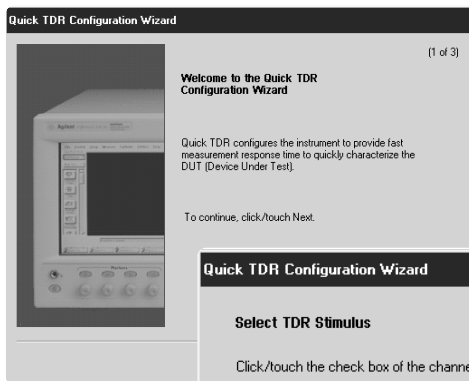 Quick TDR Configuration Wizard
(1 of 3)
Welcome to the Quick TDR
Configuration Wizard
Agilent
Quick TDR configures the instrument to provide fast
measurement response time to quickly characterize the
DUT (Device Under Test).
To continue, click/touch Next.
Quick TDR Configuration Wizard
Select TDR Stimulus
Click/touch the check box of the channe